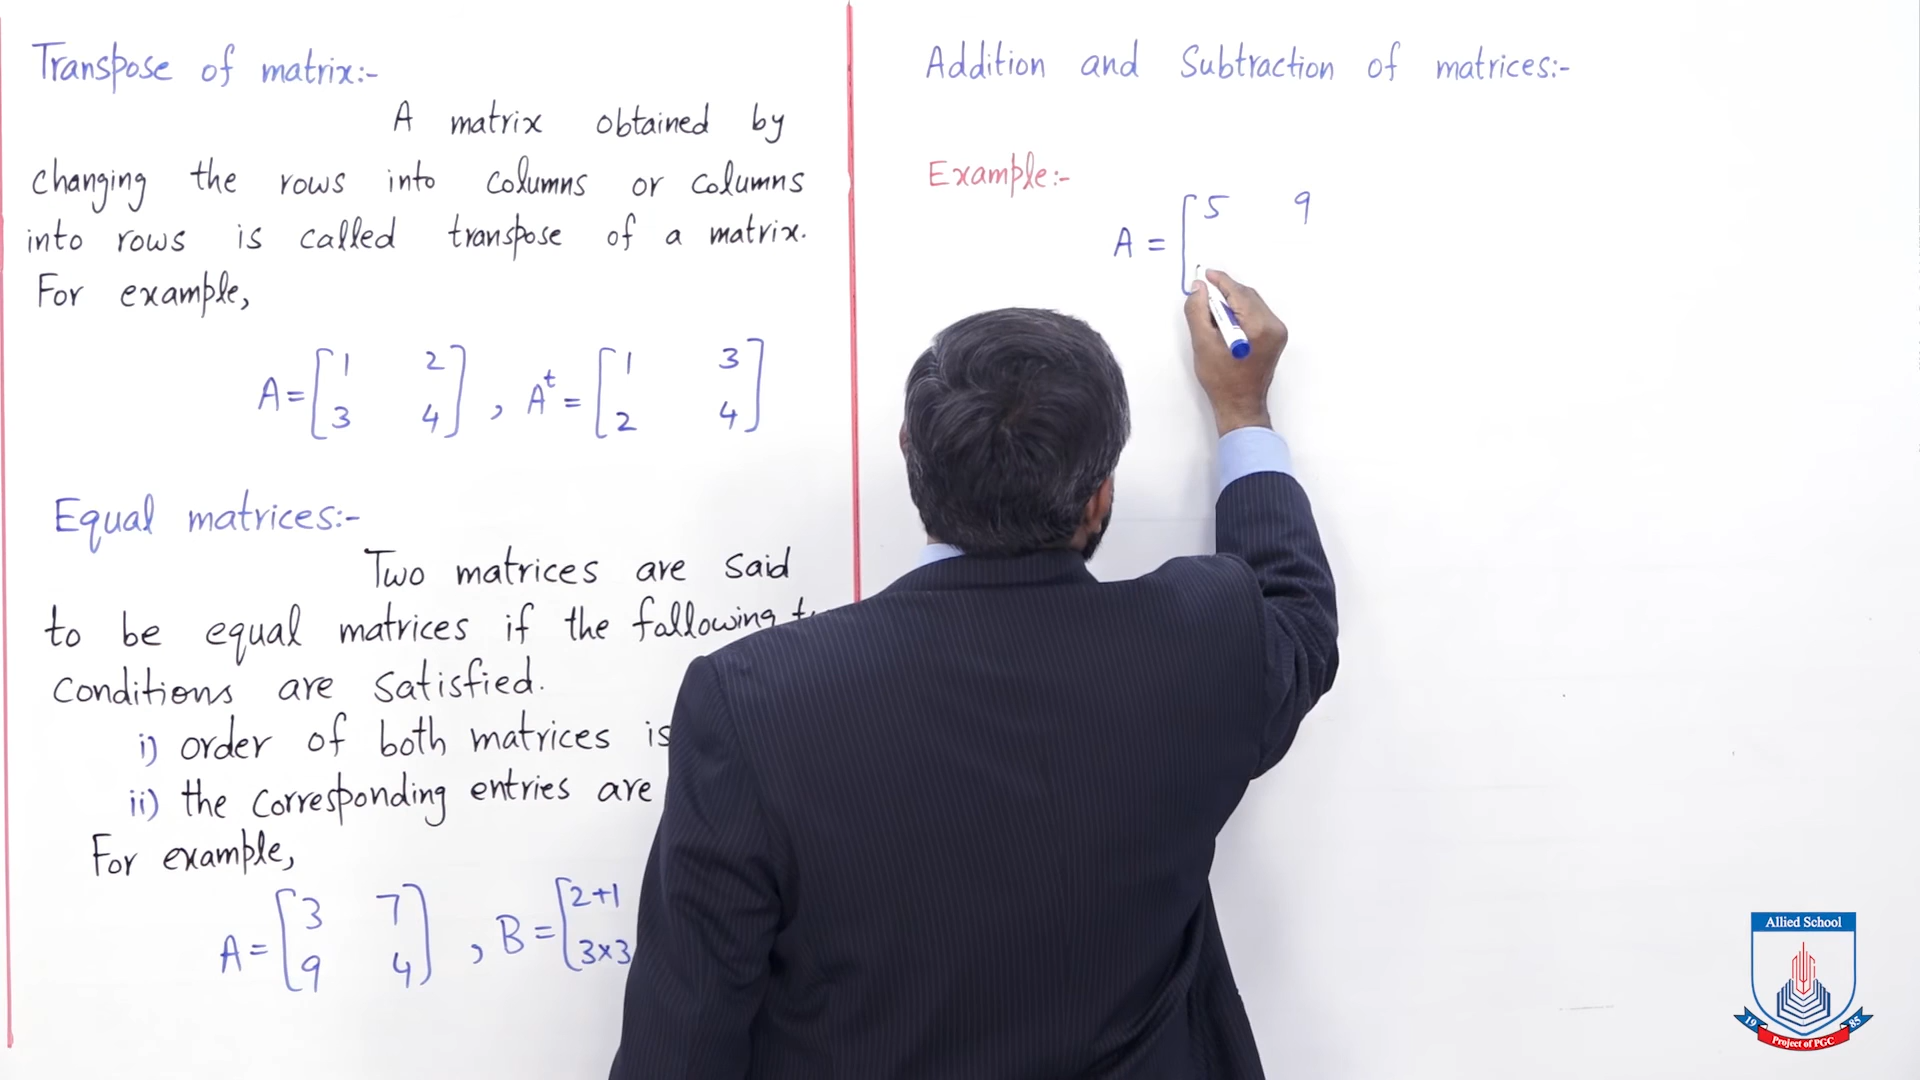 Transpose of matrix:-
A matrix obtained by
changing the rows into columns or columns
into rows is called transpose of a matrix.
For example,
A = [1 2
3 4] , Aᵗ = [1 3
2 4]
Equal matrices:-
Two matrices are said
to be equal matrices if the following
conditions are satisfied.
i) order of both matrices is
ii) the corresponding entries are
For example,
A = [3 7
9 4] , B = [2+1
3×3
Addition and Subtraction of matrices:-
Example:-
A = [5 9
Allied School
19 85
Project of PGC